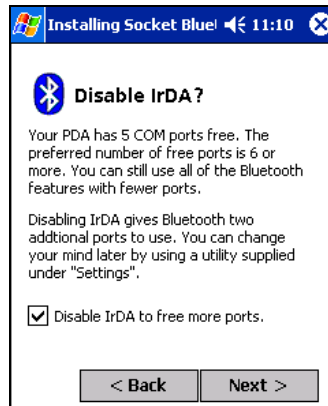 Installing Socket Bluel 11:10
Disable IrDA?
Your PDA has 5 COM ports free. The
preferred number of free ports is 6 or
more. You can still use all of the Bluetooth
features with fewer ports.
Disabling IrDA gives Bluetooth two
addtional ports to use. You can change
your mind later by using a utility supplied
under "Settings".
Disable IrDA to free more ports.
< Back Next >